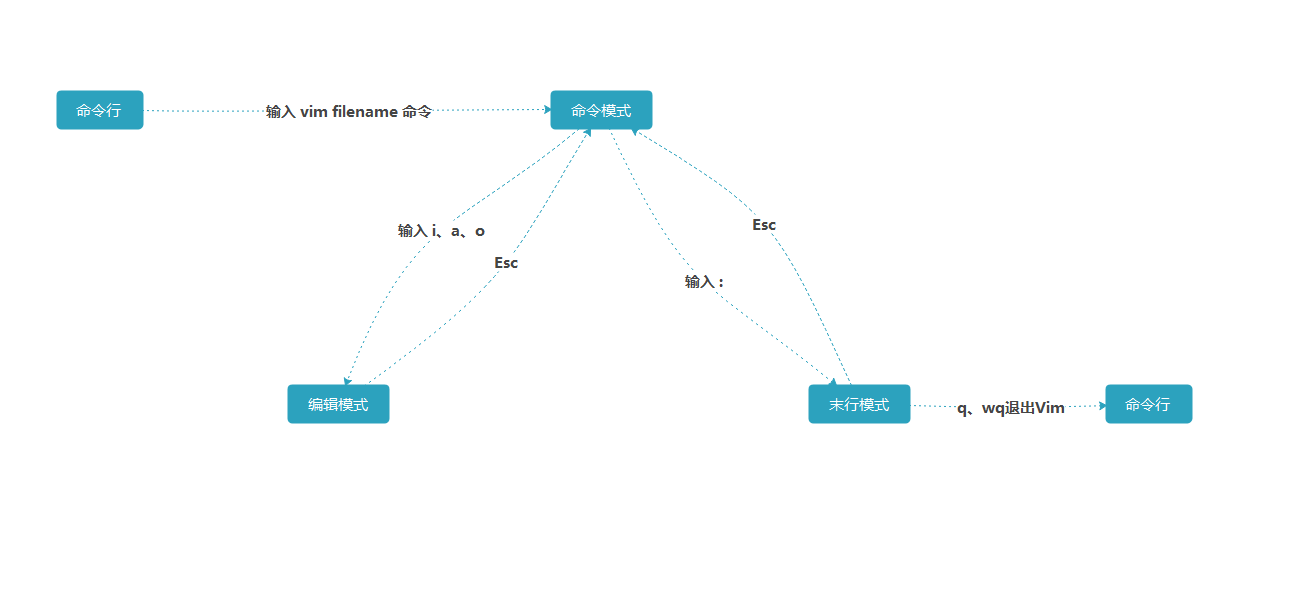 命令行
输入 vim filename 命令
命令模式
输入 i、a、o
Esc
Esc
输入 :
编辑模式
末行模式
q、wq退出Vim
命令行